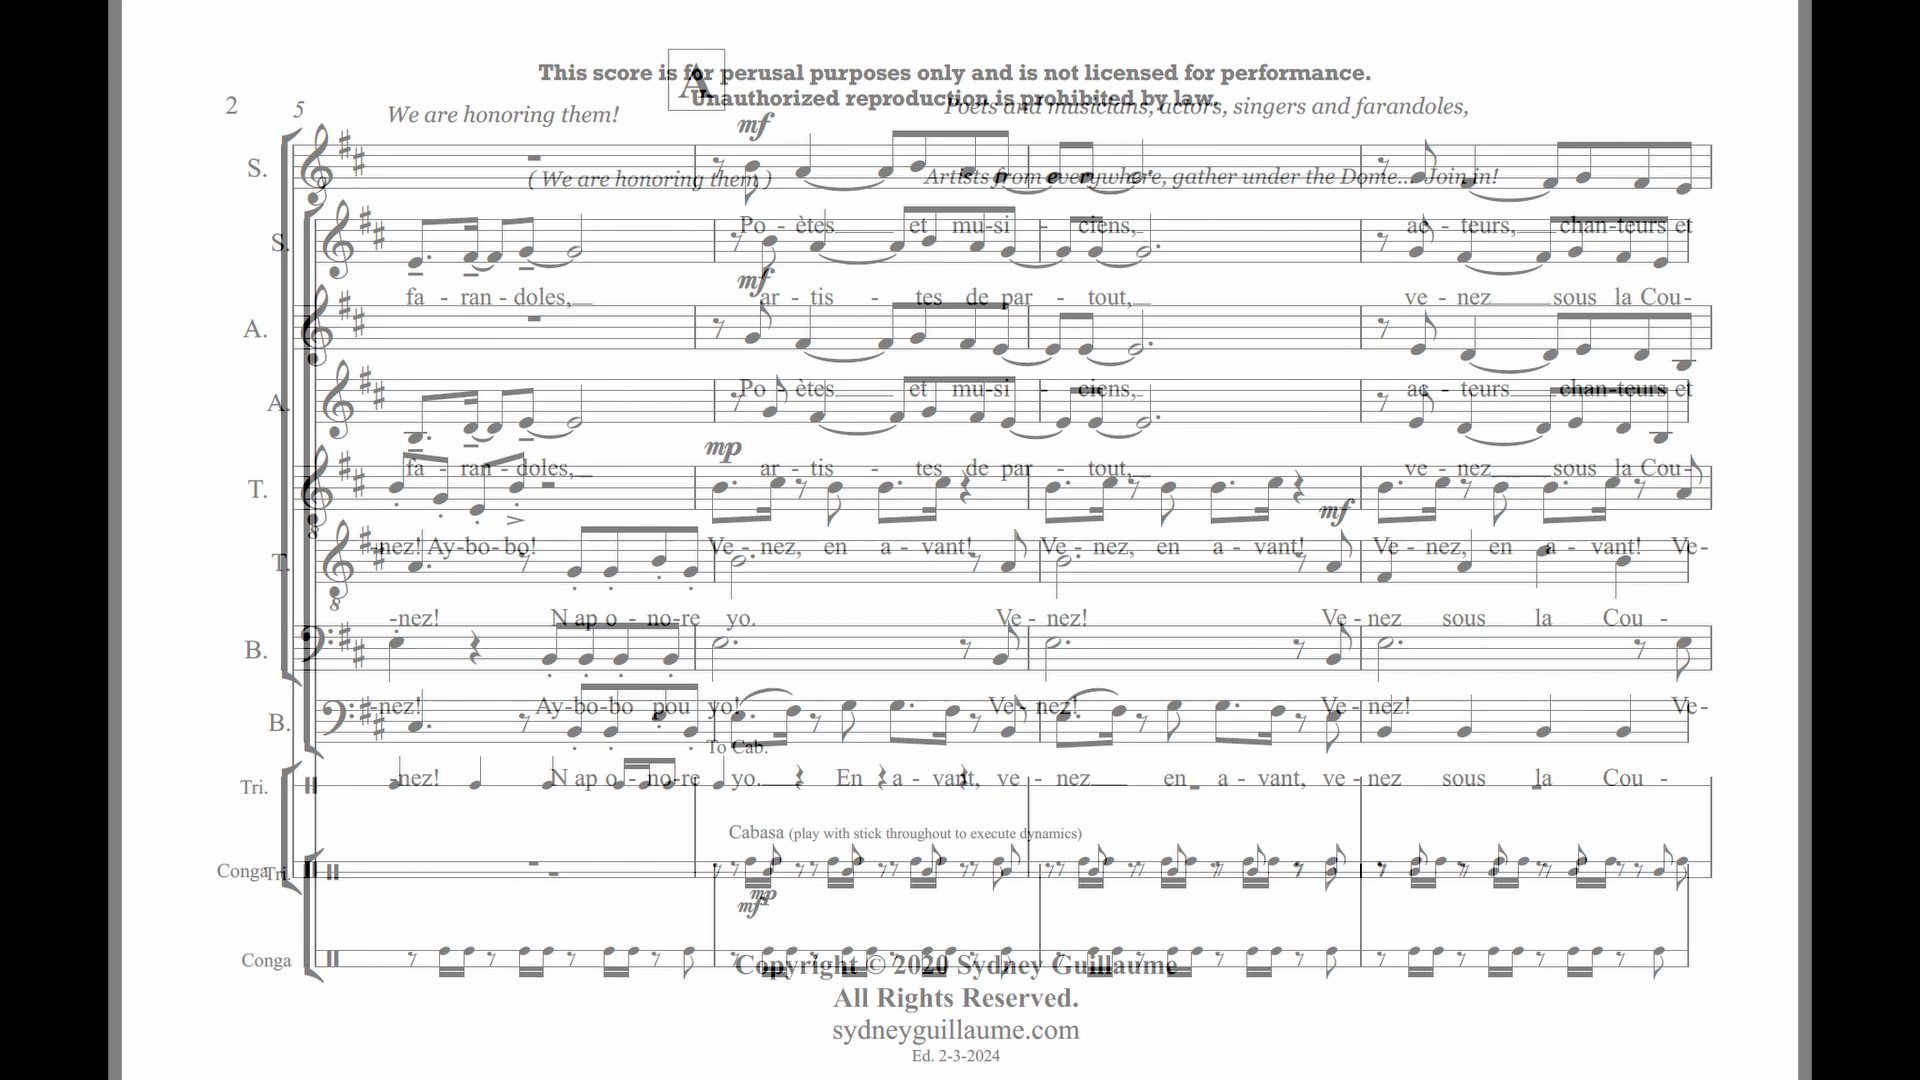 This score is for perusal purposes only and is not licensed for performance.
Unauthorized reproduction is prohibited by law.
A
2
5
We are honoring them!
Poets and musicians, actors, singers and farandoles,
mf
S.
( We are honoring them )
Artists from everywhere, gather under the Dome... Join in!
Po - ètes et mu-si - ciens, ac - teurs, chan-teurs et
S.
mf
fa - ran - doles, ar - tis - tes de par - tout, ve - nez sous la Cou-
A.
Po - ètes et mu-si - ciens, ac - teurs chan-teurs et
A.
mp
fa - ran - doles, ar - tis - tes de par - tout, ve - nez sous la Cou-
T.
8
mf
-nez! Ay-bo-bo! Ve - nez, en a - vant! Ve - nez, en a - vant! Ve - nez, en a - vant! Ve-
T.
8
-nez! N ap o - no-re yo. Ve - nez! Ve - nez sous la Cou -
B.
nez! Ay-bo-bo pou yo! Ve - nez! Ve - nez! Ve-
B.
To Cab.
-nez! N ap o - no-re yo. En a - vant, ve - nez en a - vant, ve - nez sous la Cou -
Tri.
Cabasa (play with stick throughout to execute dynamics)
Conga
Tri.
mp
mf
Conga
Copyright © 2020 Sydney Guillaume
All Rights Reserved.
sydneyguillaume.com
Ed. 2-3-2024